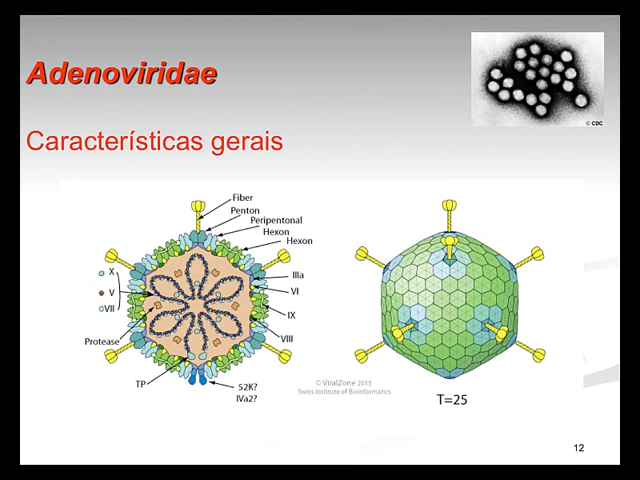 Adenoviridae
© CDC
Características gerais
Fiber
Penton
Peripentonal
Hexon
Hexon
IIIa
VI
IX
VIII
X
V
VII
Protease
TP
52K?
IVa2?
©ViralZone 2015
Swiss Institute of Bioinformatics
T=25
12